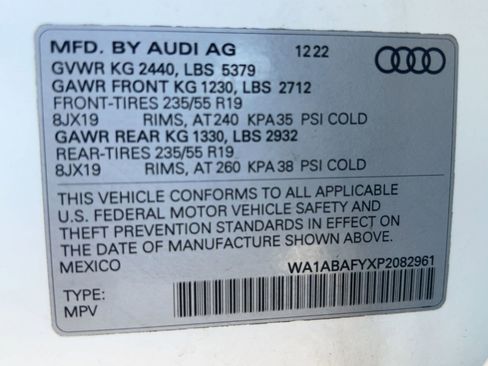 MFD. BY AUDI AG 12 22
GVWR KG 2440, LBS 5379
GAWR FRONT KG 1230, LBS 2712
FRONT-TIRES 235/55 R19
8JX19 RIMS, AT 240 KPA 35 PSI COLD
GAWR REAR KG 1330, LBS 2932
REAR-TIRES 235/55 R19
8JX19 RIMS, AT 260 KPA 38 PSI COLD
THIS VEHICLE CONFORMS TO ALL APPLICABLE
U.S. FEDERAL MOTOR VEHICLE SAFETY AND
THEFT PREVENTION STANDARDS IN EFFECT ON
THE DATE OF MANUFACTURE SHOWN ABOVE.
MEXICO WA1ABAFYXP2082961
TYPE:
MPV